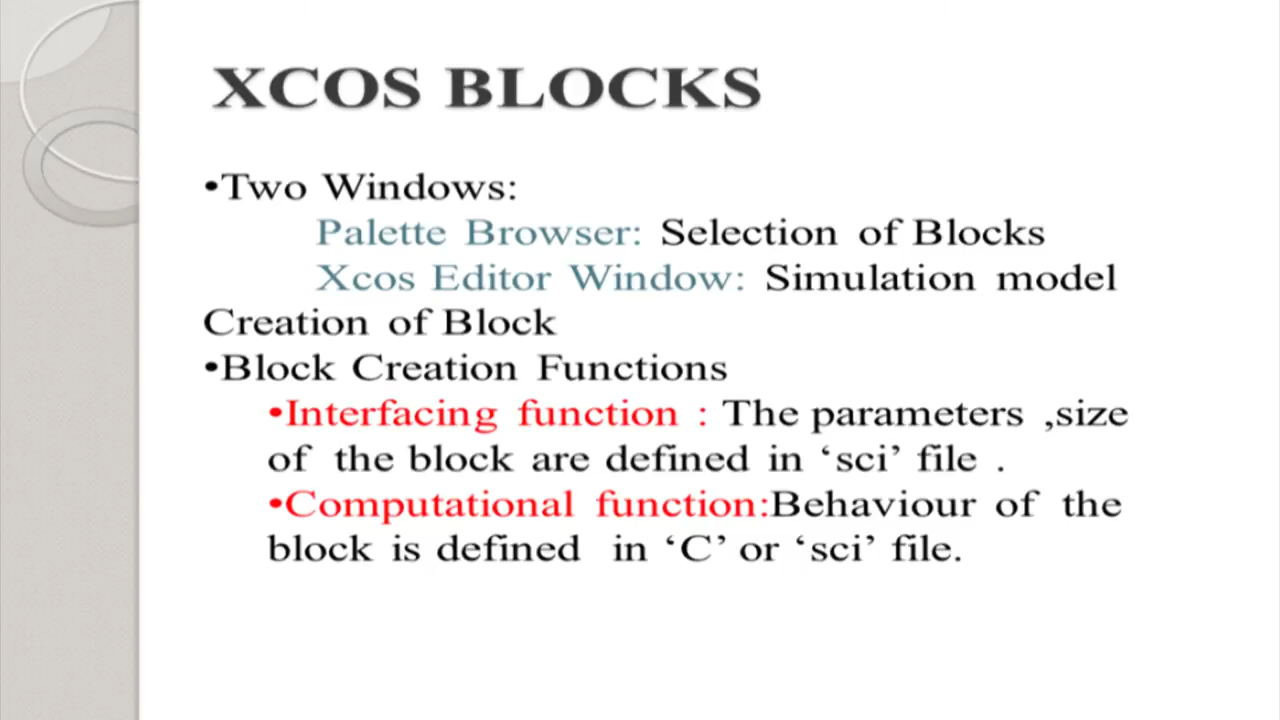 XCOS BLOCKS
•Two Windows:
Palette Browser: Selection of Blocks
Xcos Editor Window: Simulation model
Creation of Block
•Block Creation Functions
•Interfacing function : The parameters ,size
of the block are defined in ‘sci’ file .
•Computational function:Behaviour of the
block is defined in ‘C’ or ‘sci’ file.